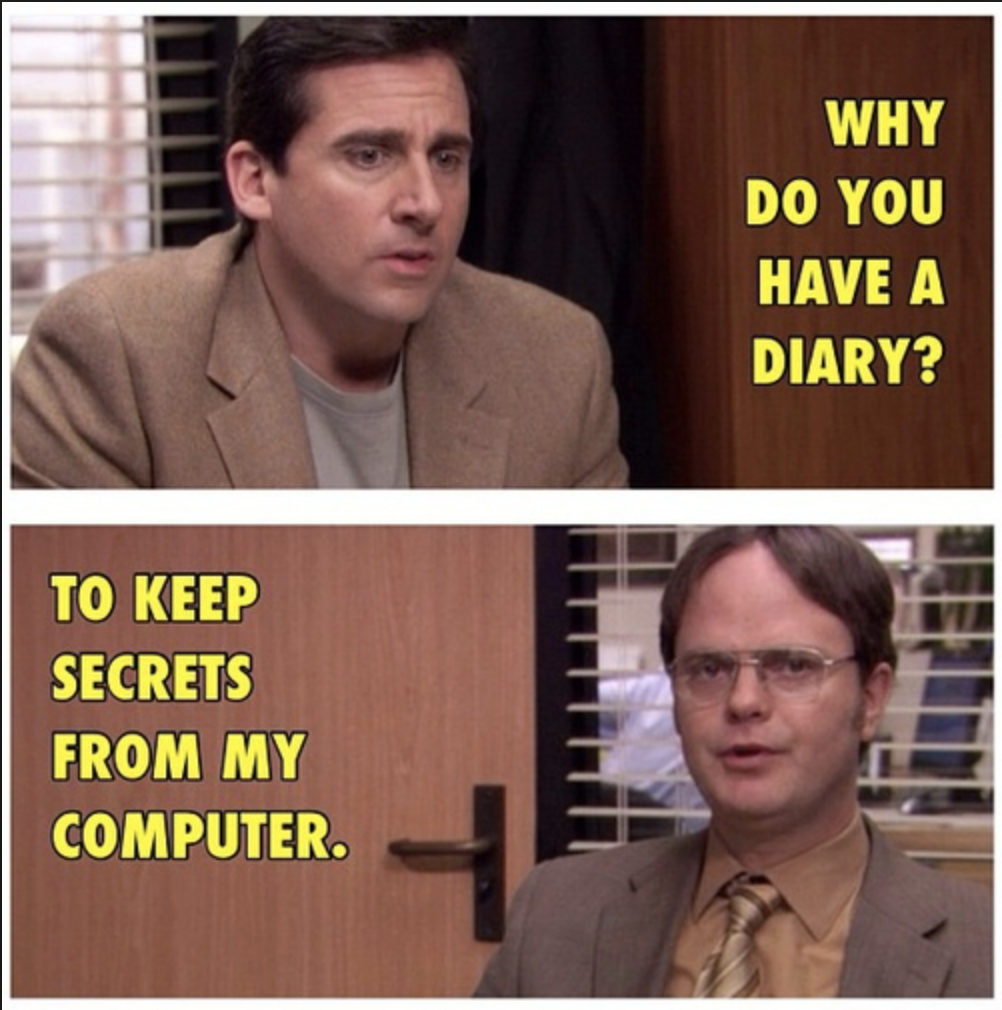 WHY
DO YOU
HAVE A
DIARY?
TO KEEP
SECRETS
FROM MY
COMPUTER.